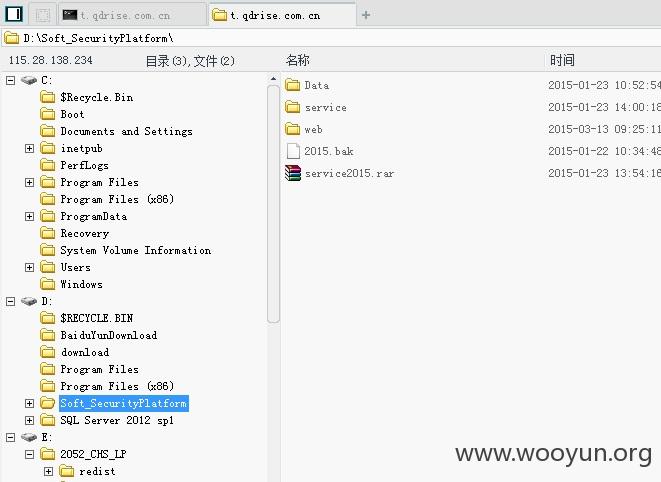 t.qdrise.com.cn
t.qdrise.com.cn
D:\Soft_SecurityPlatform\
115.28.138.234
目录(3),文件(2)
名称
时间
C:
$Recycle.Bin
Boot
Documents and Settings
inetpub
PerfLogs
Program Files
Program Files (x86)
ProgramData
Recovery
System Volume Information
Users
Windows
D:
$RECYCLE.BIN
BaiduYunDownload
download
Program Files
Program Files (x86)
Soft_SecurityPlatform
SQL Server 2012 sp1
E:
2052_CHS_LP
redist
Data 2015-01-23 10:52:54
service 2015-01-23 14:00:18
web 2015-03-13 09:25:11
2015.bak 2015-01-22 10:34:48
service2015.rar 2015-01-23 13:54:16
www.wooyun.org